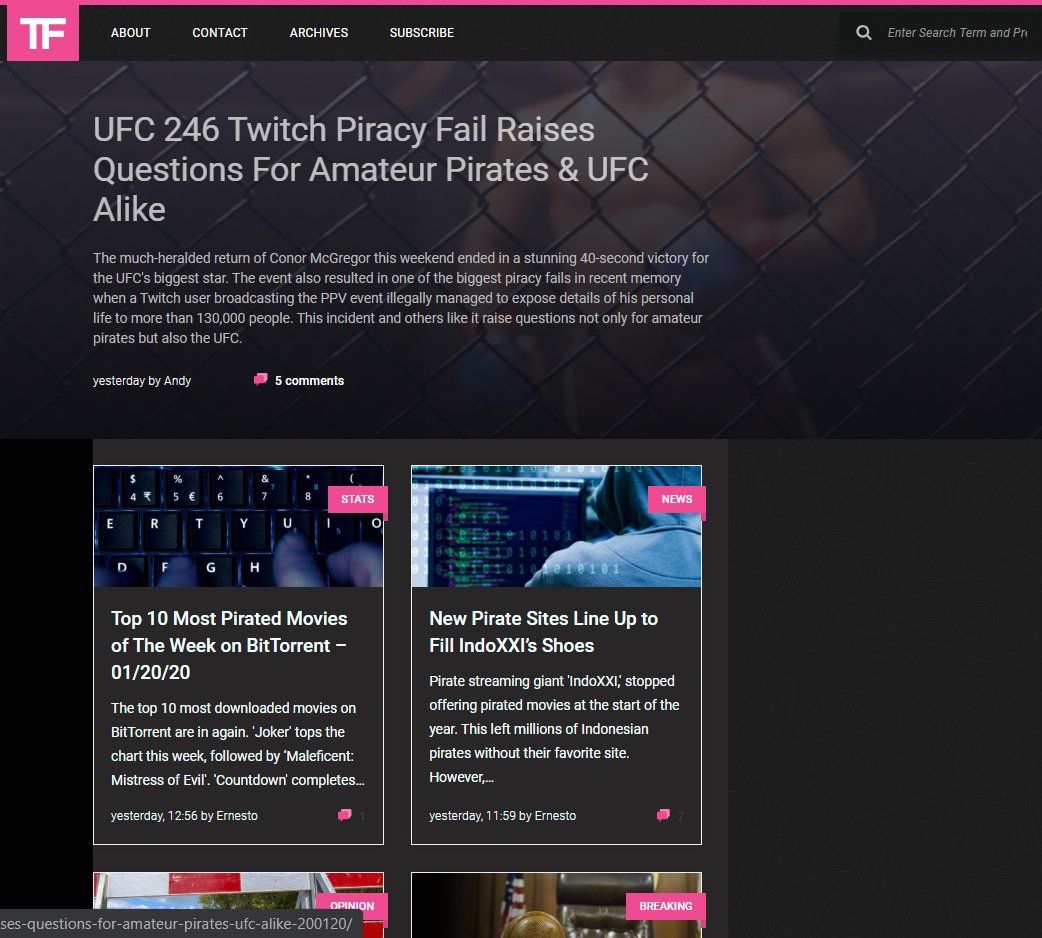 TF
ABOUT
CONTACT
ARCHIVES
SUBSCRIBE
Enter Search Term and Pre
UFC 246 Twitch Piracy Fail Raises
Questions For Amateur Pirates & UFC
Alike
The much-heralded return of Conor McGregor this weekend ended in a stunning 40-second victory for
the UFC's biggest star. The event also resulted in one of the biggest piracy fails in recent memory
when a Twitch user broadcasting the PPV event illegally managed to expose details of his personal
life to more than 130,000 people. This incident and others like it raise questions not only for amateur
pirates but also the UFC.
yesterday by Andy
5 comments
$ % ^ & * (
4 ₹ 5 € 6 7 8
E R T Y U I O
D F G H
STATS
Top 10 Most Pirated Movies
of The Week on BitTorrent –
01/20/20
The top 10 most downloaded movies on
BitTorrent are in again. 'Joker' tops the
chart this week, followed by ‘Maleficent:
Mistress of Evil'. 'Countdown' completes...
yesterday, 12:56 by Ernesto
1
NEWS
New Pirate Sites Line Up to
Fill IndoXXI’s Shoes
Pirate streaming giant 'IndoXXI,' stopped
offering pirated movies at the start of the
year. This left millions of Indonesian
pirates without their favorite site.
However,...
yesterday, 11:59 by Ernesto
7
OPINION
BREAKING
ses-questions-for-amateur-pirates-ufc-alike-200120/